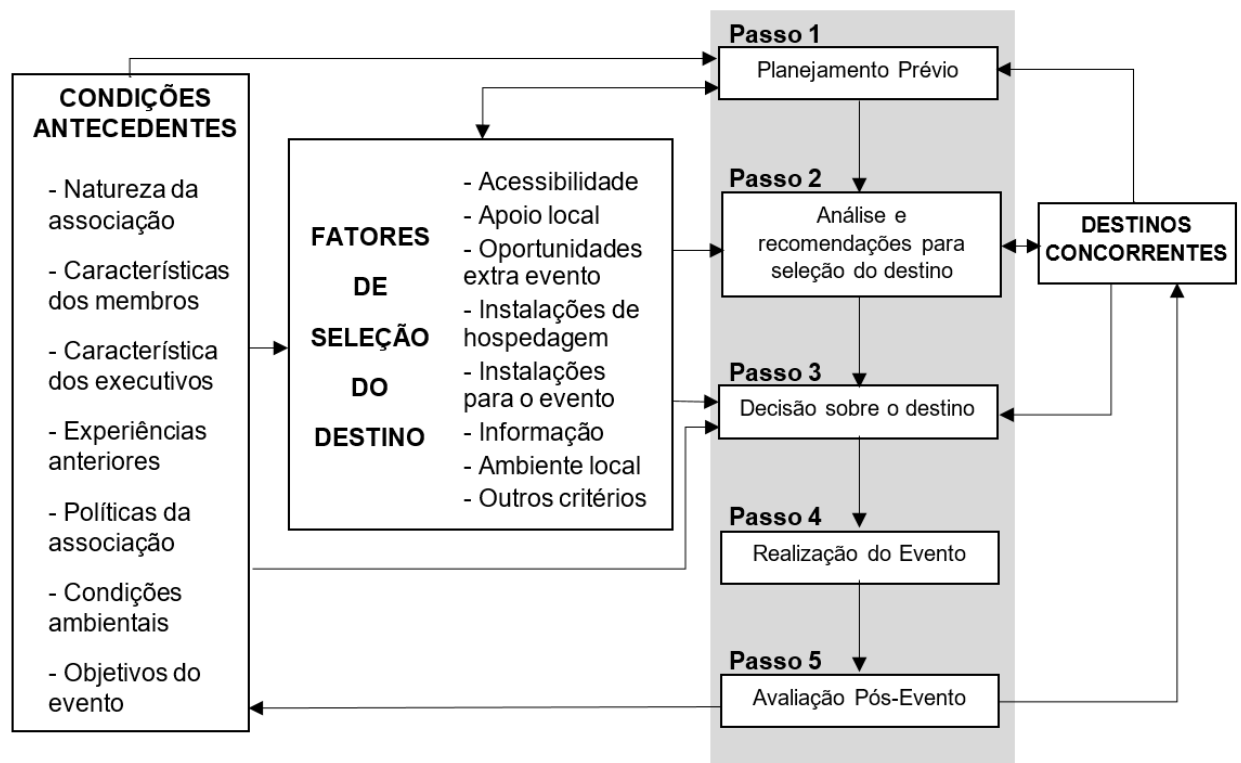 CONDIÇÕES
ANTECEDENTES
- Natureza da
associação
- Características
dos membros
- Característica
dos executivos
- Experiências
anteriores
- Políticas da
associação
- Condições
ambientais
- Objetivos do
evento
FATORES
DE
SELEÇÃO
DO
DESTINO
- Acessibilidade
- Apoio local
- Oportunidades
extra evento
- Instalações de
hospedagem
- Instalações
para o evento
- Informação
- Ambiente local
- Outros critérios
Passo 1
Planejamento Prévio
Passo 2
Análise e
recomendações para
seleção do destino
Passo 3
Decisão sobre o destino
Passo 4
Realização do Evento
Passo 5
Avaliação Pós-Evento
DESTINOS
CONCORRENTES